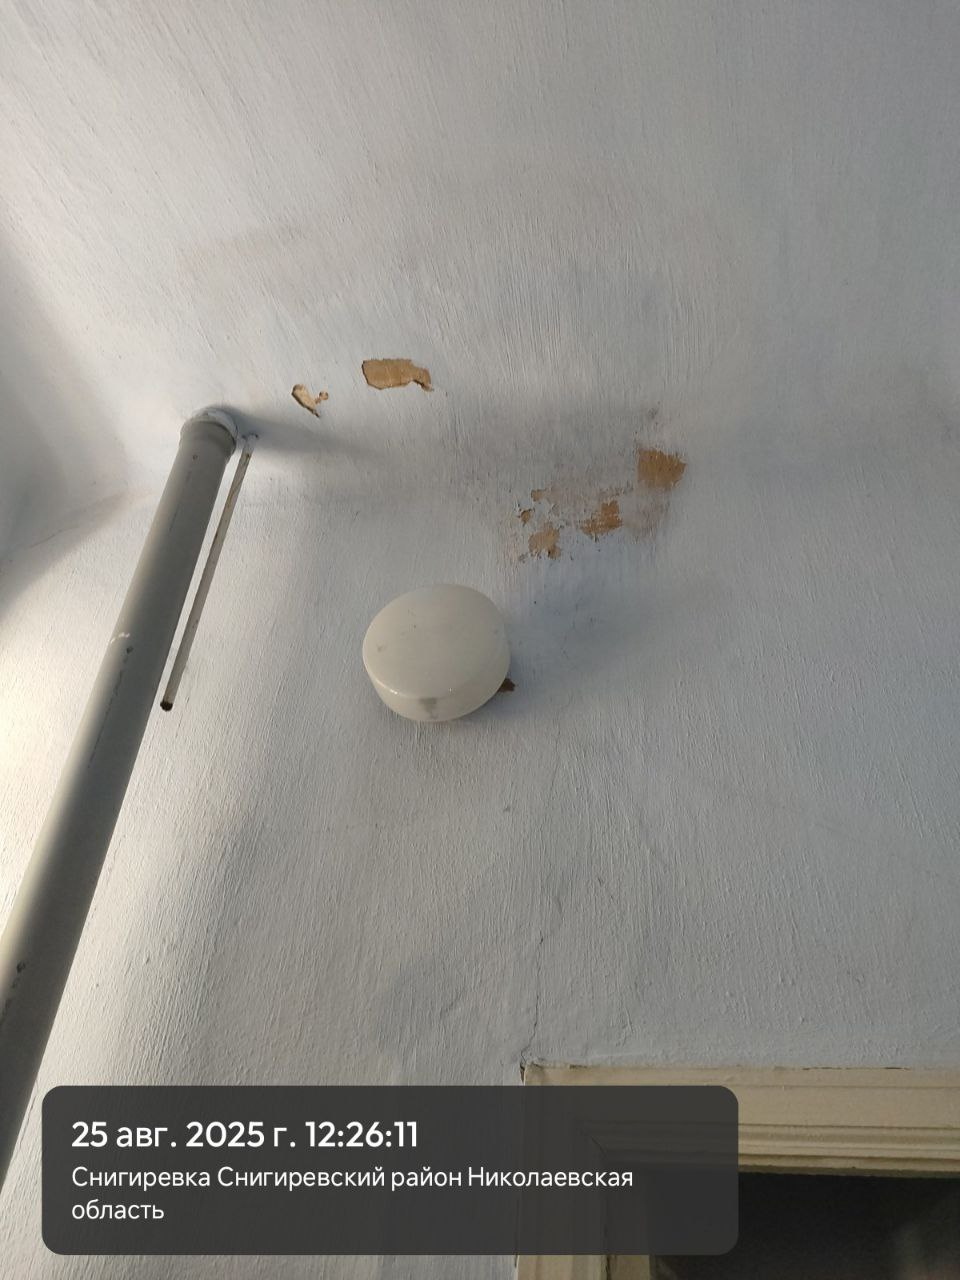 25 авг. 2025 г. 12:26:11
Снигиревка Снигиревский район Николаевская
область